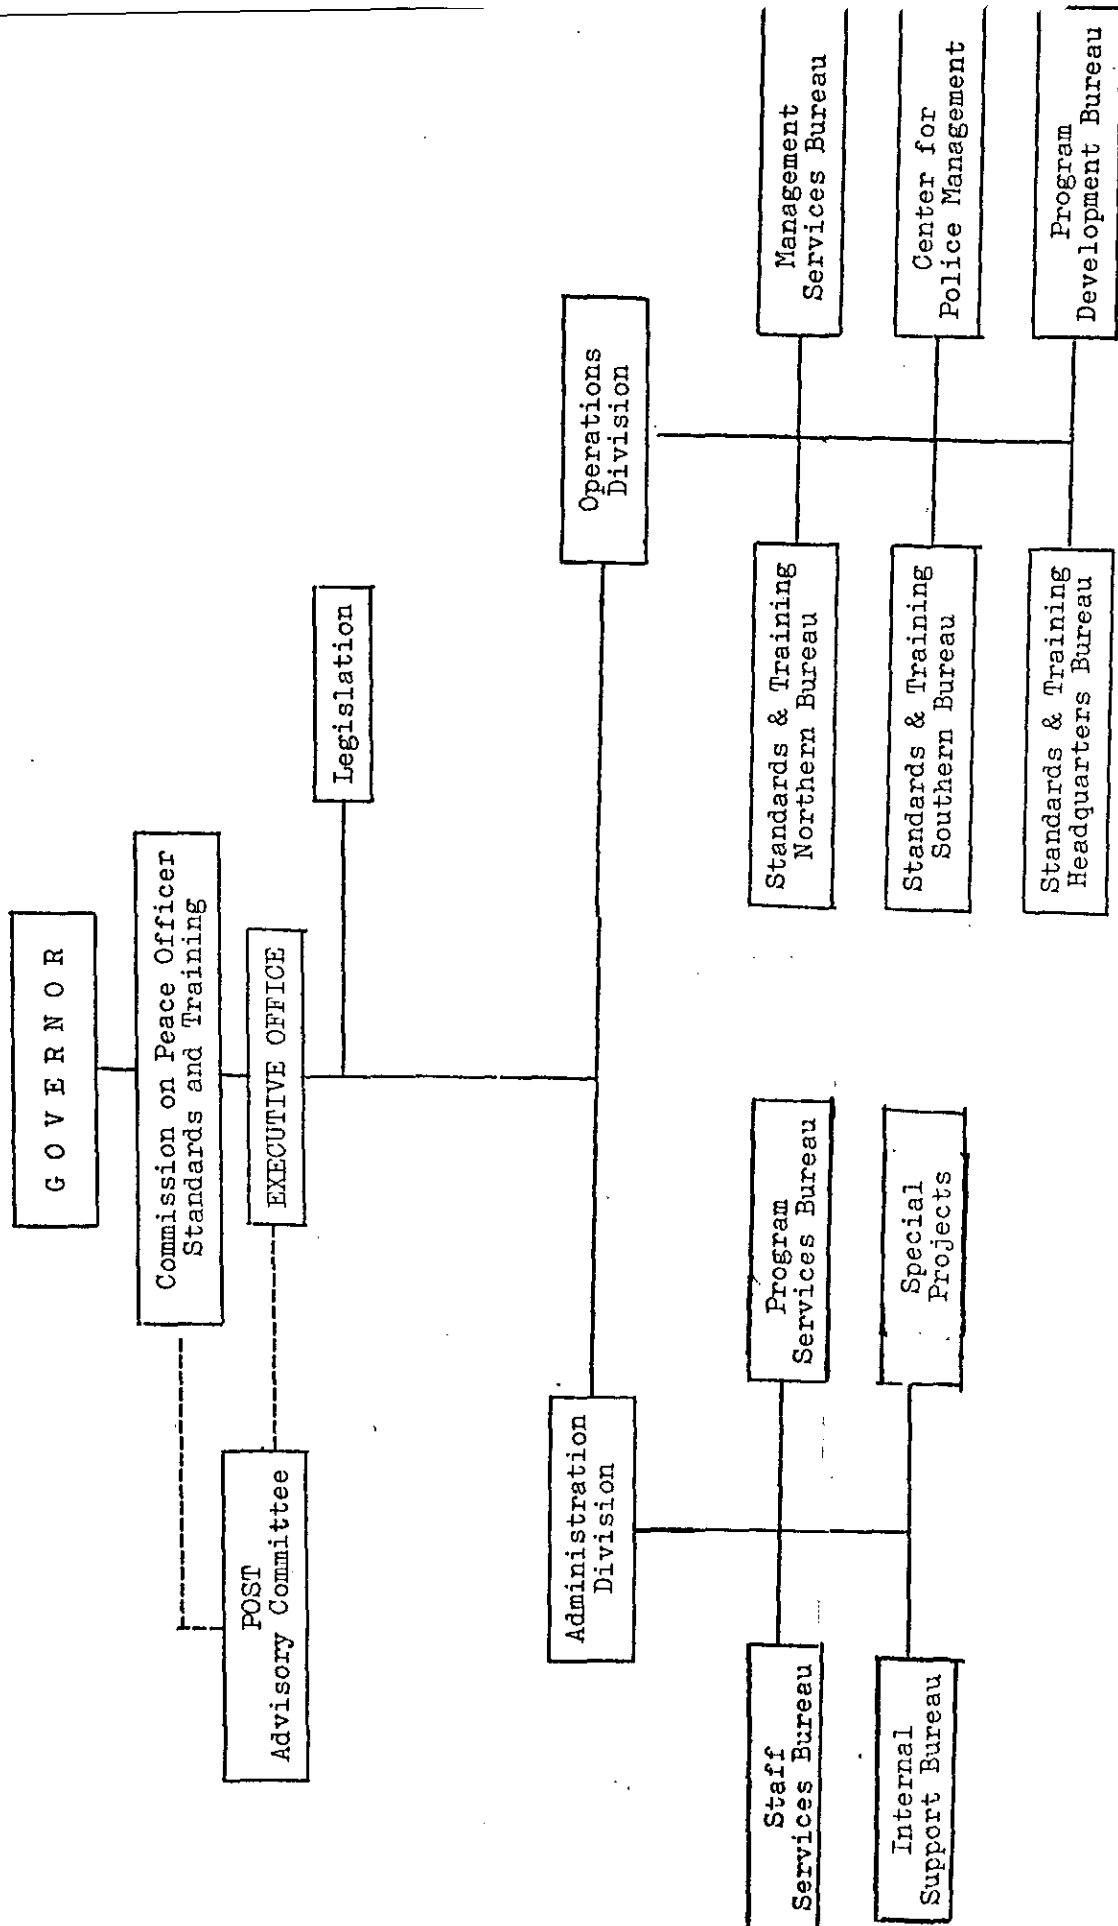 G O V E R N O R
Commission on Peace Officer
Standards and Training
EXECUTIVE OFFICE
POST
Advisory Committee
Legislation
Administration
Division
Operations
Division
Staff
Services Bureau
Program
Services Bureau
Internal
Support Bureau
Special
Projects
Standards & Training
Northern Bureau
Management
Services Bureau
Standards & Training
Southern Bureau
Center for
Police Management
Standards & Training
Headquarters Bureau
Program
Development Bureau